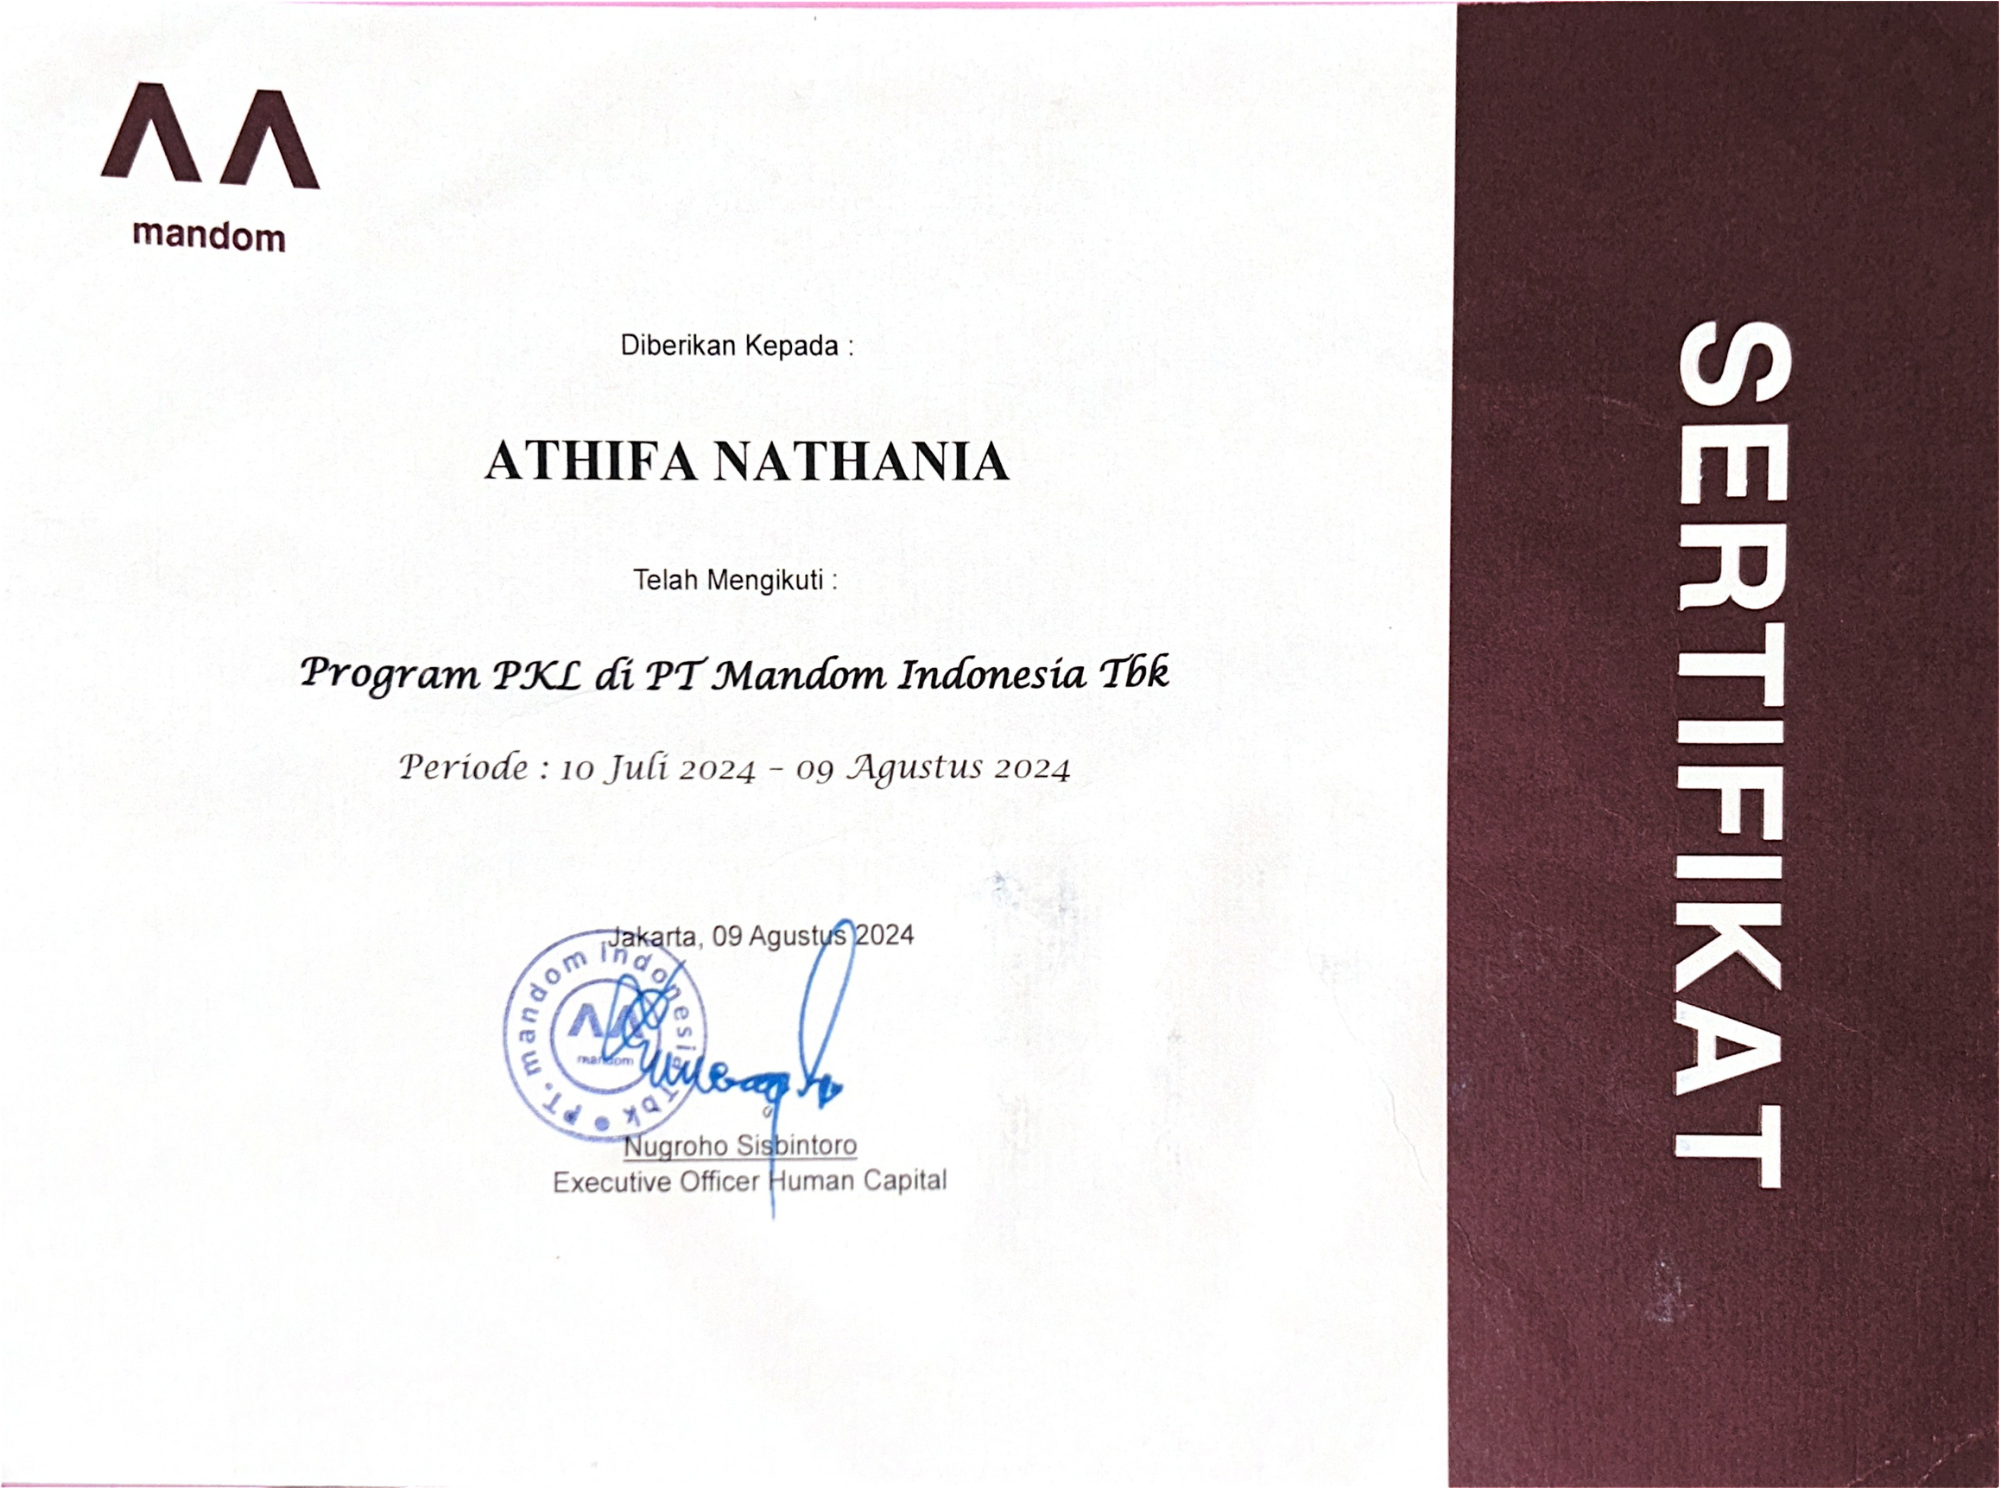 mandom
Diberikan Kepada :
ATHIFA NATHANIA
Telah Mengikuti :
Program PKL di PT Mandom Indonesia Tbk
Periode : 10 Juli 2024 - 09 Agustus 2024
Jakarta, 09 Agustus 2024
PT. mandom indonesia Tbk
mandom
Nugroho Sisbintoro
Executive Officer Human Capital
SERTIFIKAT